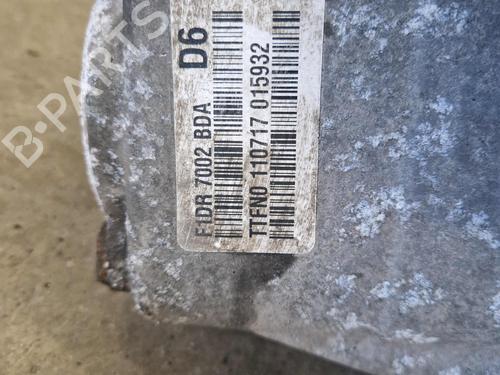 D6
F1DR 7002 BDA
TTFN0 110717 015932
B-PARTS